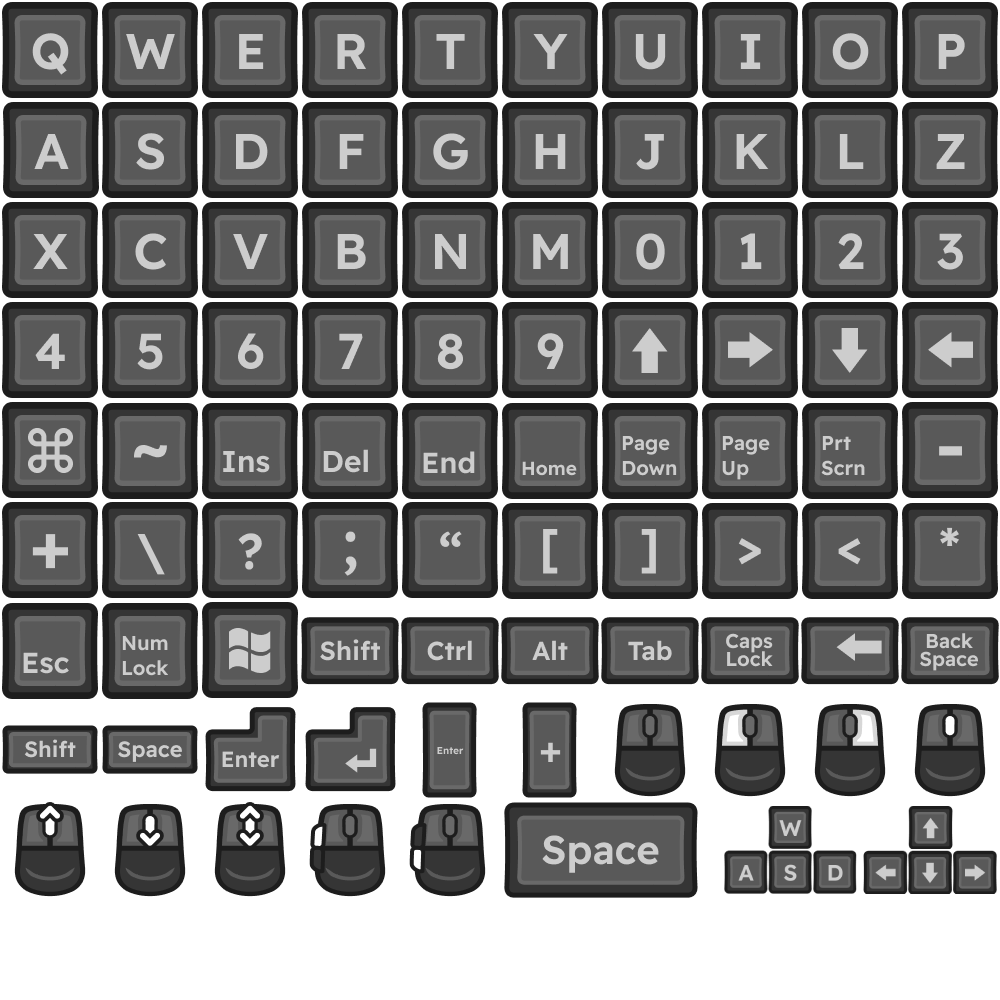 Q W E R T Y U I O P
A S D F G H J K L Z
X C V B N M 0 1 2 3
4 5 6 7 8 9 ↑ → ↓ ←
⌘ ~ Ins Del End Home Page Down Page Up Prt Scrn -
+ \ ? ; “ [ ] > < *
Esc Num Lock Shift Ctrl Alt Tab Caps Lock ← Back Space
Shift Space Enter ↵ Enter +
Space
W ↑
A S D ← ↓ →